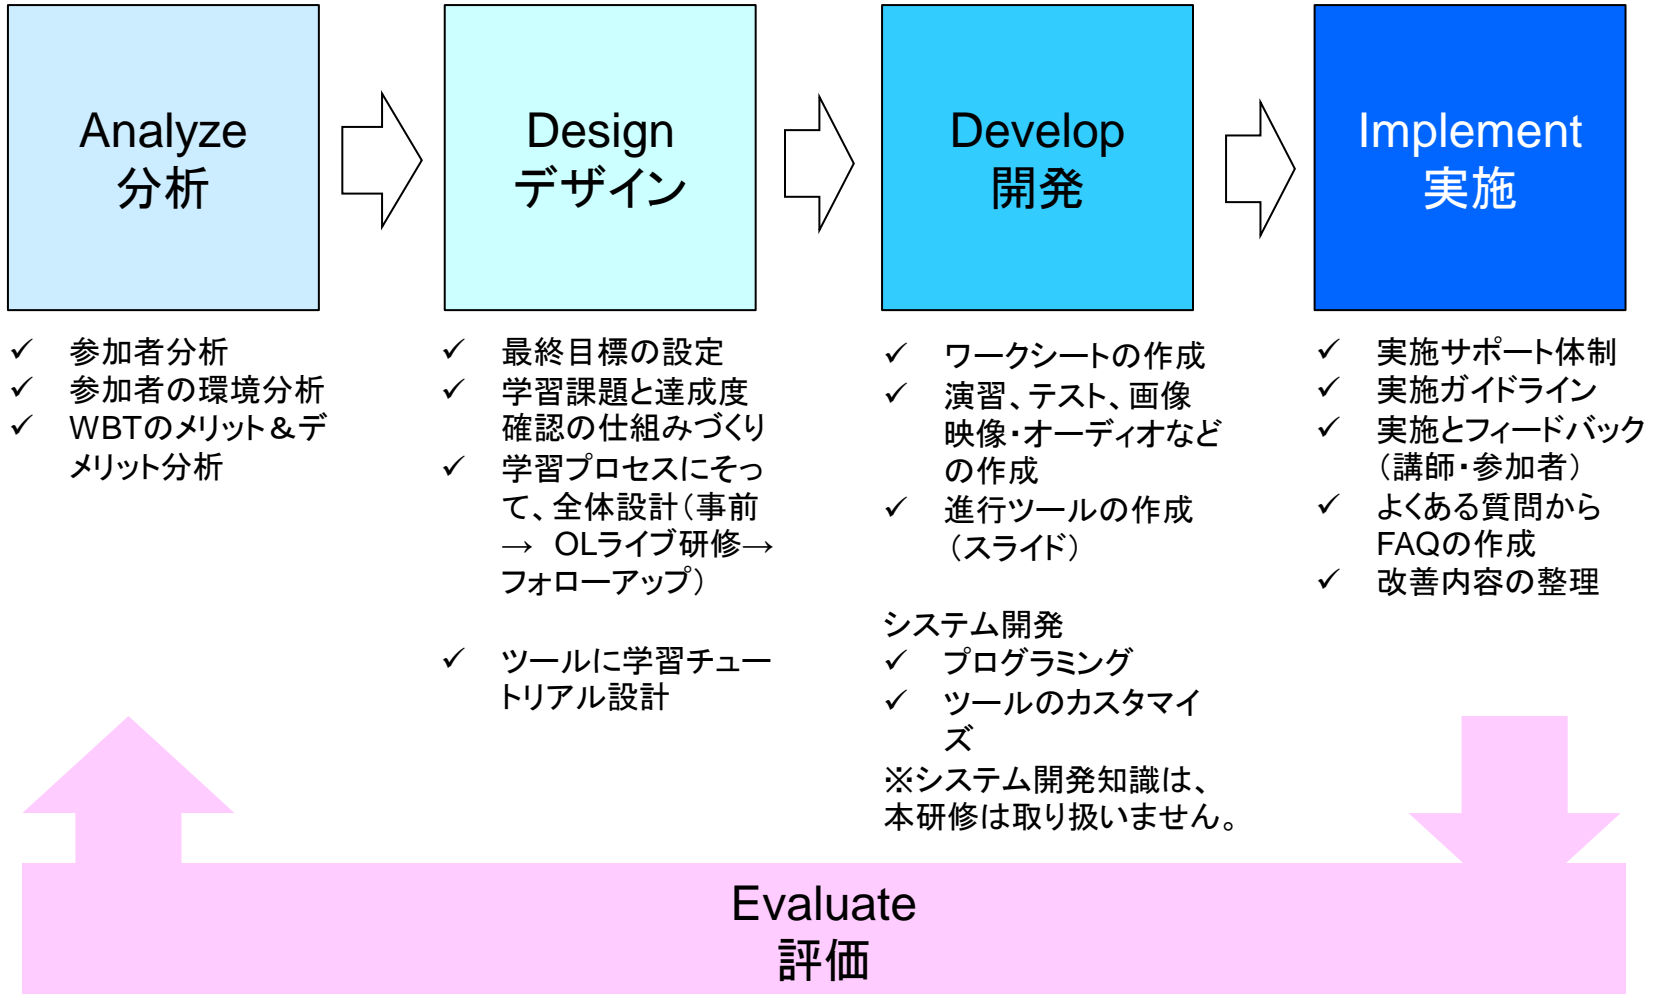 Analyze
分析
Design
デザイン
Develop
開発
Implement
実施
✓ 参加者分析
✓ 参加者の環境分析
✓ WBTのメリット＆デ
メリット分析
✓ 最終目標の設定
✓ 学習課題と達成度
確認の仕組みづくり
✓ 学習プロセスにそっ
て、全体設計（事前
→ OLライブ研修→
フォローアップ）
✓ ツールに学習チュー
トリアル設計
✓ ワークシートの作成
✓ 演習、テスト、画像
映像・オーディオなど
の作成
✓ 進行ツールの作成
（スライド）
システム開発
✓ プログラミング
✓ ツールのカスタマイ
ズ
※システム開発知識は、
本研修は取り扱いません。
✓ 実施サポート体制
✓ 実施ガイドライン
✓ 実施とフィードバック
（講師・参加者）
✓ よくある質問から
FAQの作成
✓ 改善内容の整理
Evaluate
評価